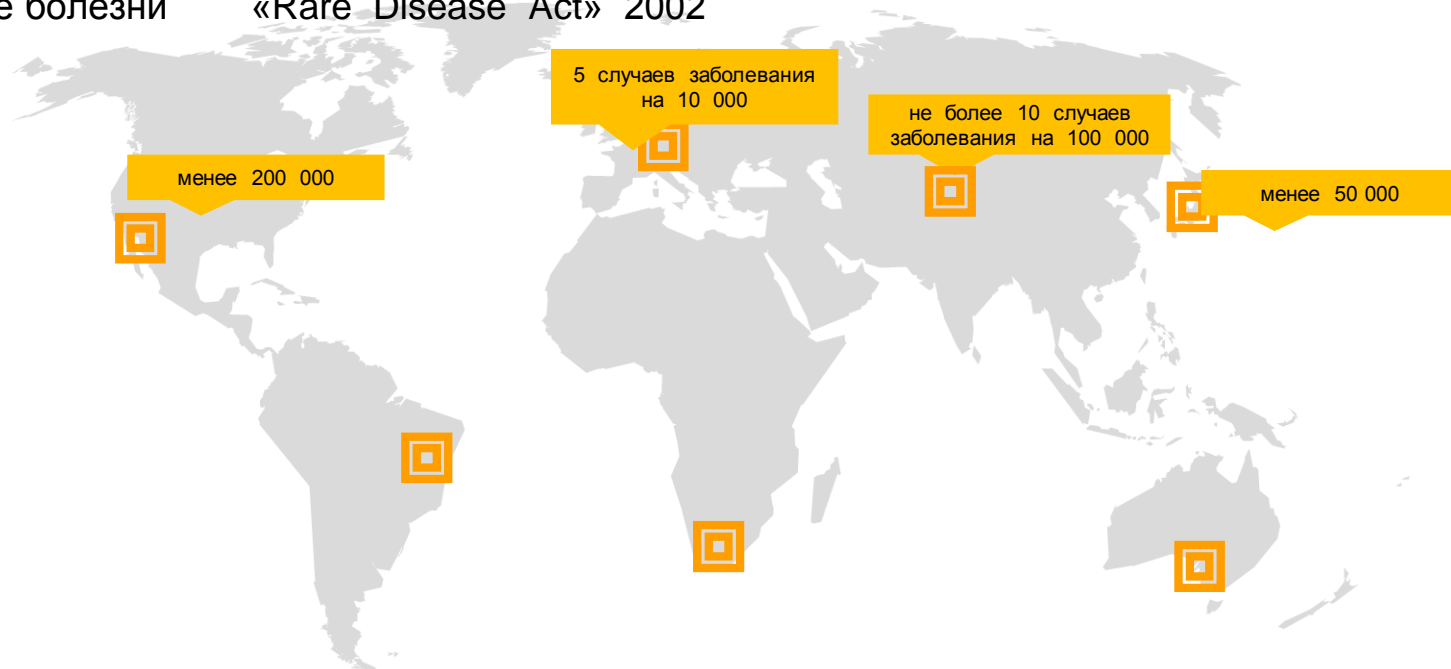 е болезни «Rare Disease Act» 2002
5 случаев заболевания
на 10 000
не более 10 случаев
заболевания на 100 000
менее 200 000
менее 50 000